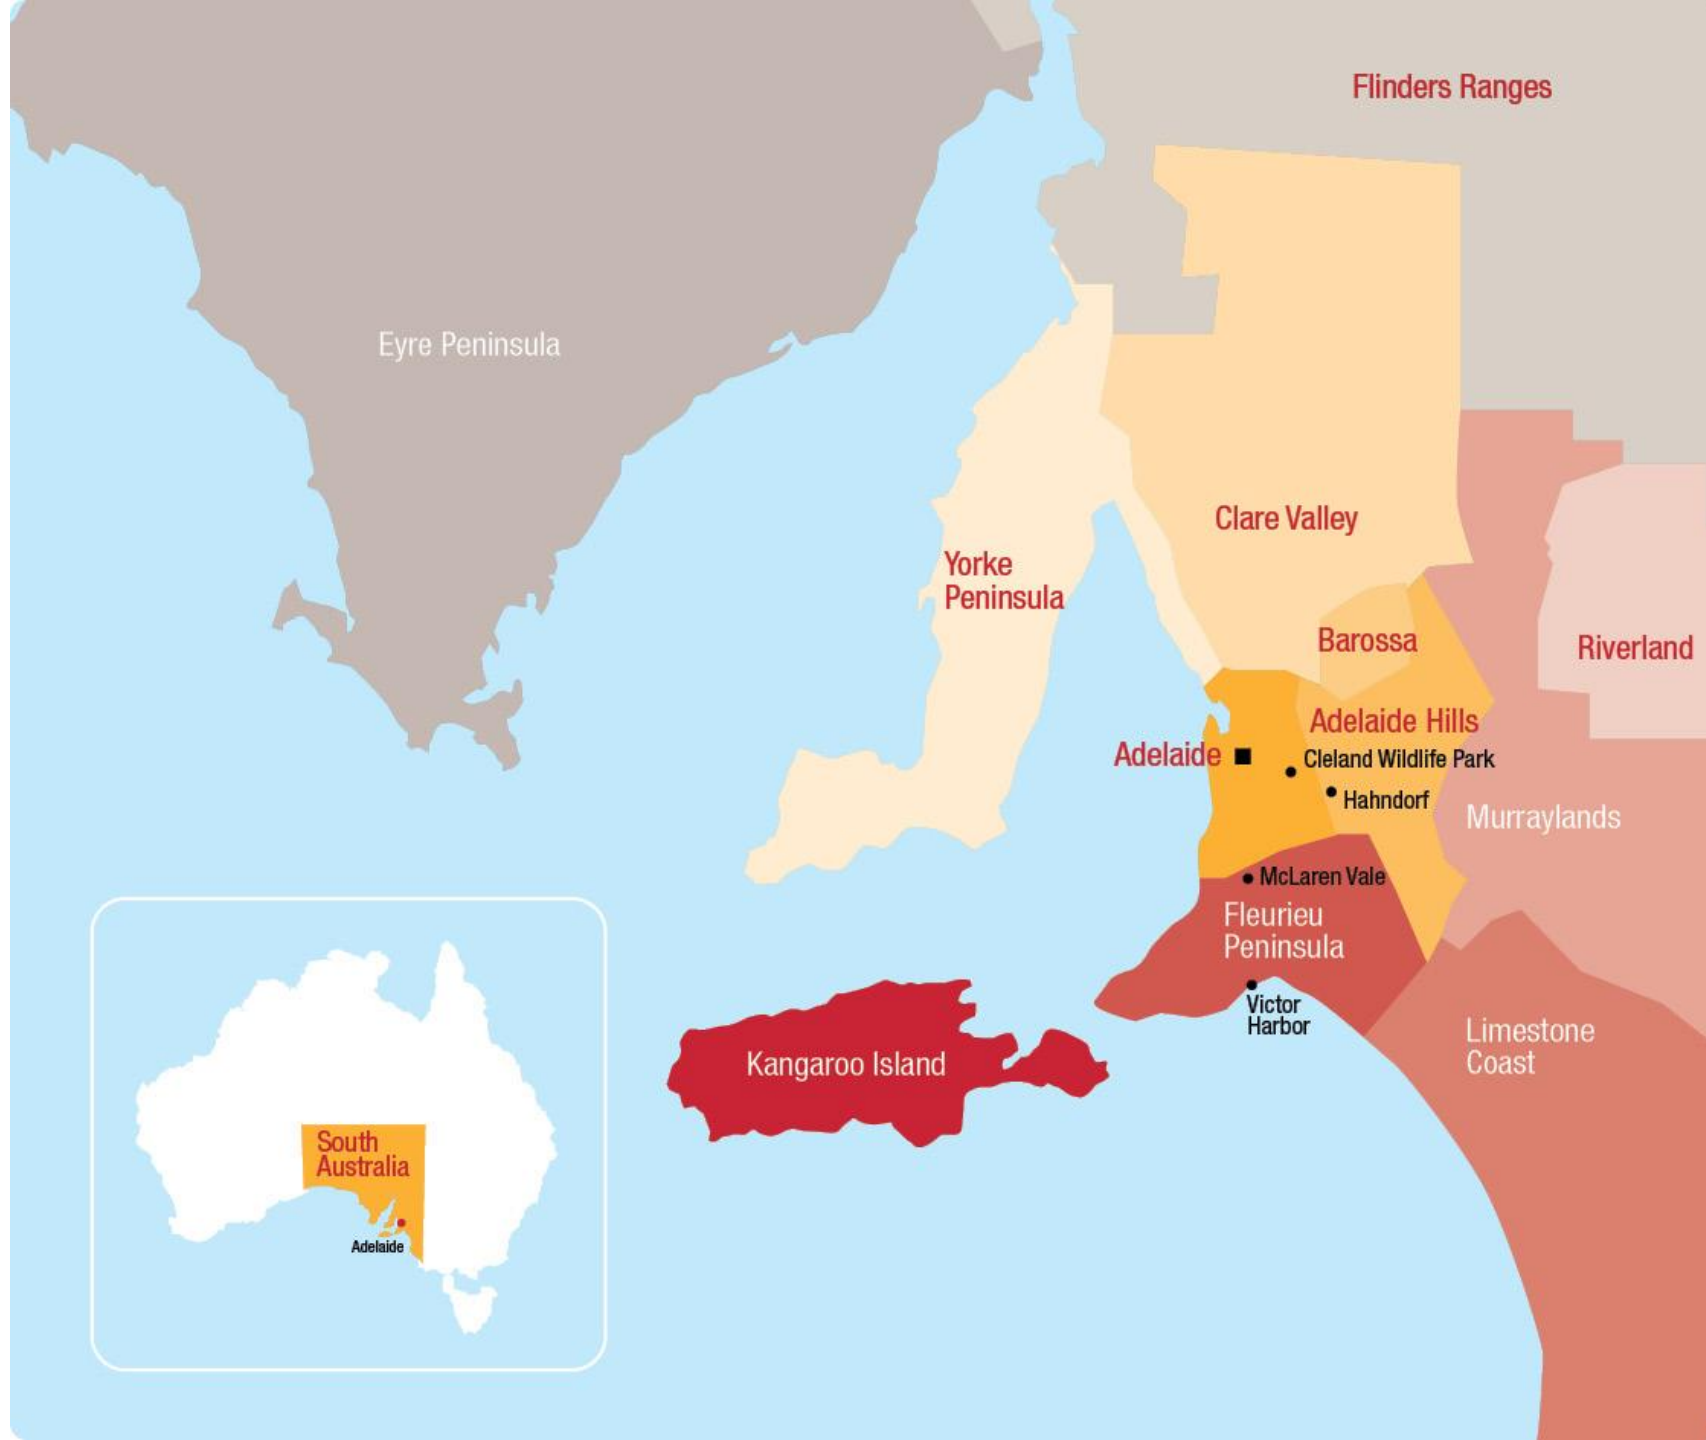 Flinders Ranges
Eyre Peninsula
Clare Valley
Yorke
Peninsula
Barossa
Riverland
Adelaide Hills
Adelaide
Cleland Wildlife Park
Hahndorf
Murraylands
McLaren Vale
Fleurieu
Peninsula
Victor
Harbor
Limestone
Coast
Kangaroo Island
South
Australia
Adelaide